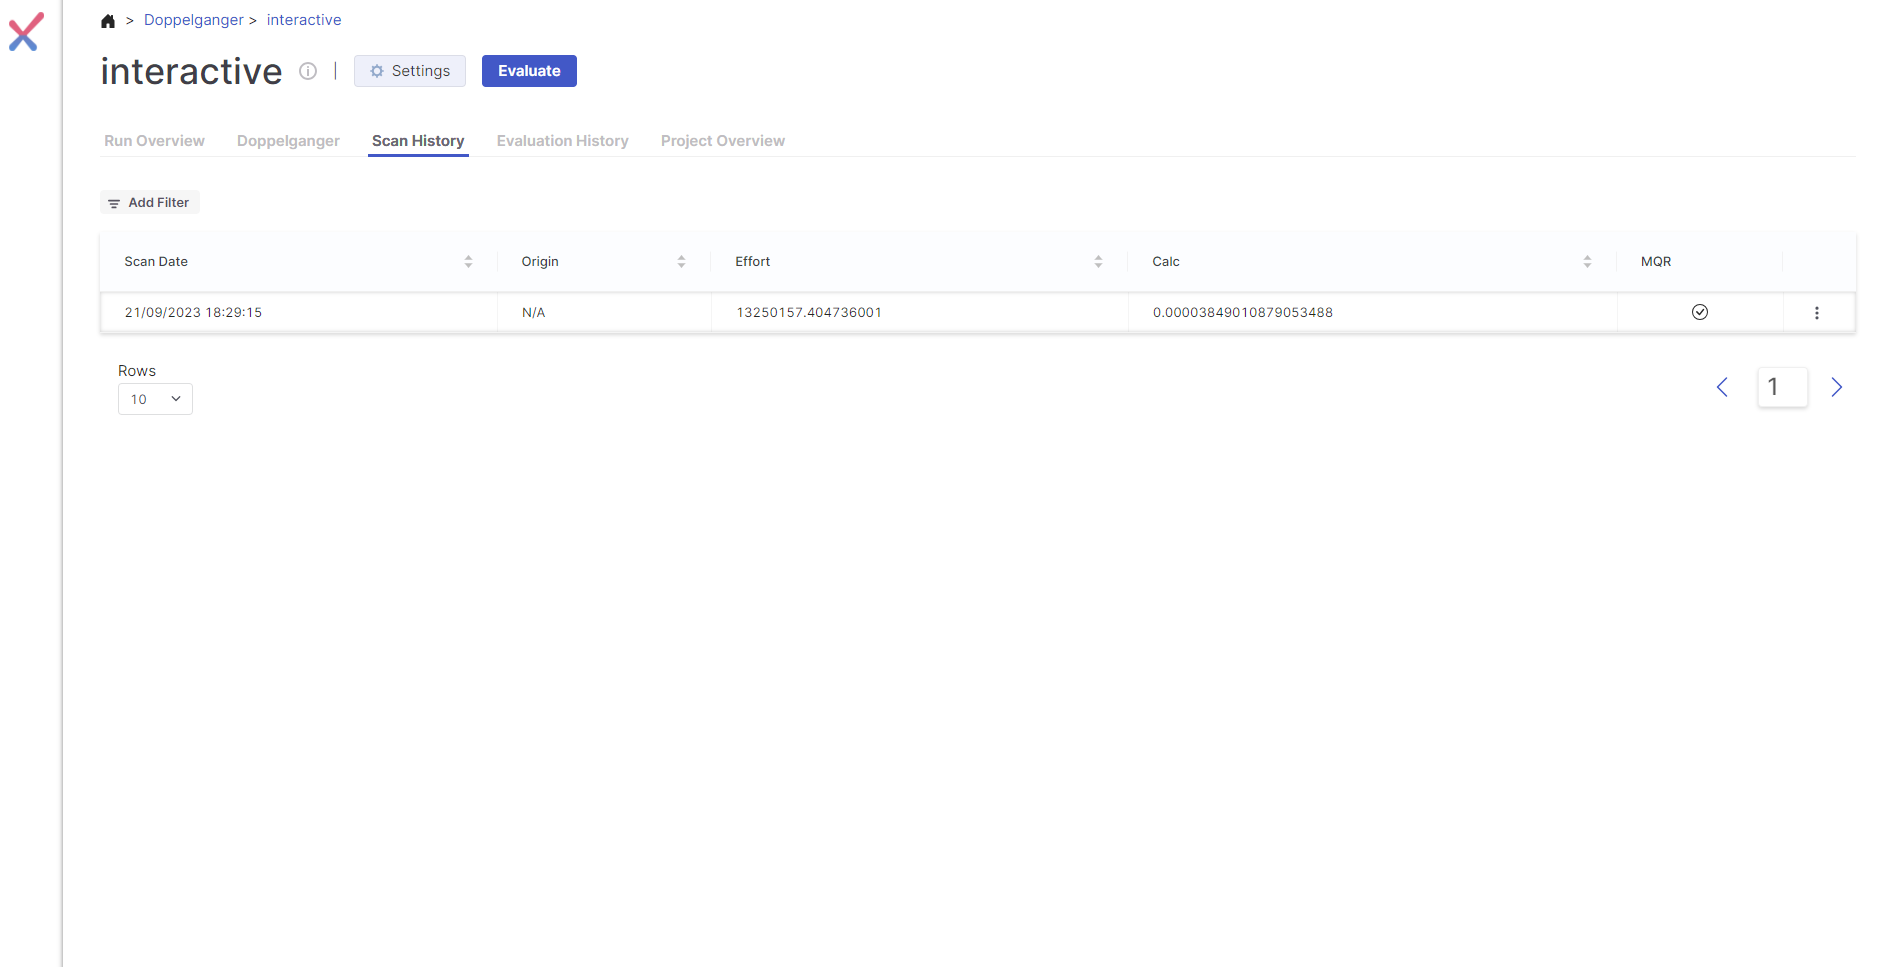 > Doppelganger > interactive
interactive | Settings Evaluate
Run Overview Doppelganger Scan History Evaluation History Project Overview
Add Filter
Scan Date Origin Effort Calc MQR
21/09/2023 18:29:15 N/A 13250157.404736001 0.00003849010879053488
Rows
10
1